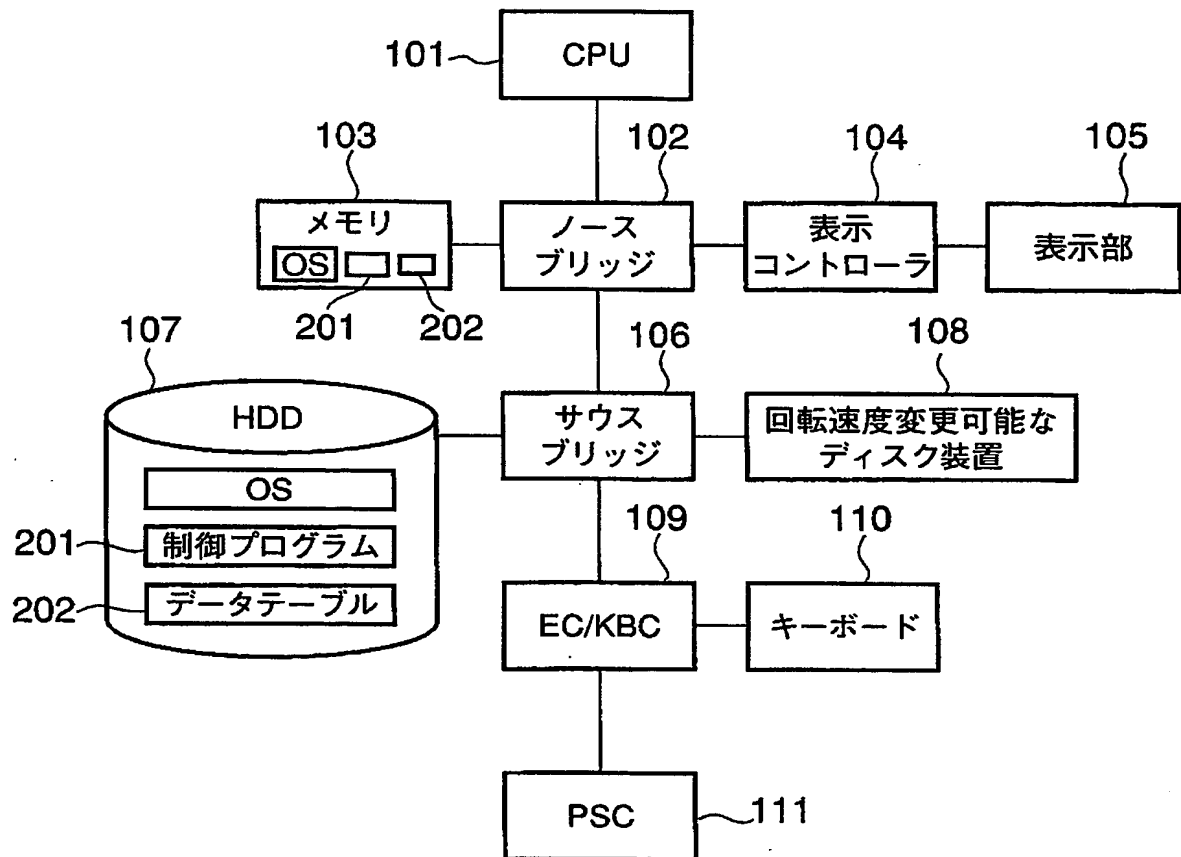 101
CPU
103
102
104
105
メモリ
OS
201
202
ノース
ブリッジ
表示
コントローラ
表示部
107
106
108
HDD
OS
201
制御プログラム
202
データテーブル
サウス
ブリッジ
回転速度変更可能な
ディスク装置
109
110
EC/KBC
キーボード
PSC
111